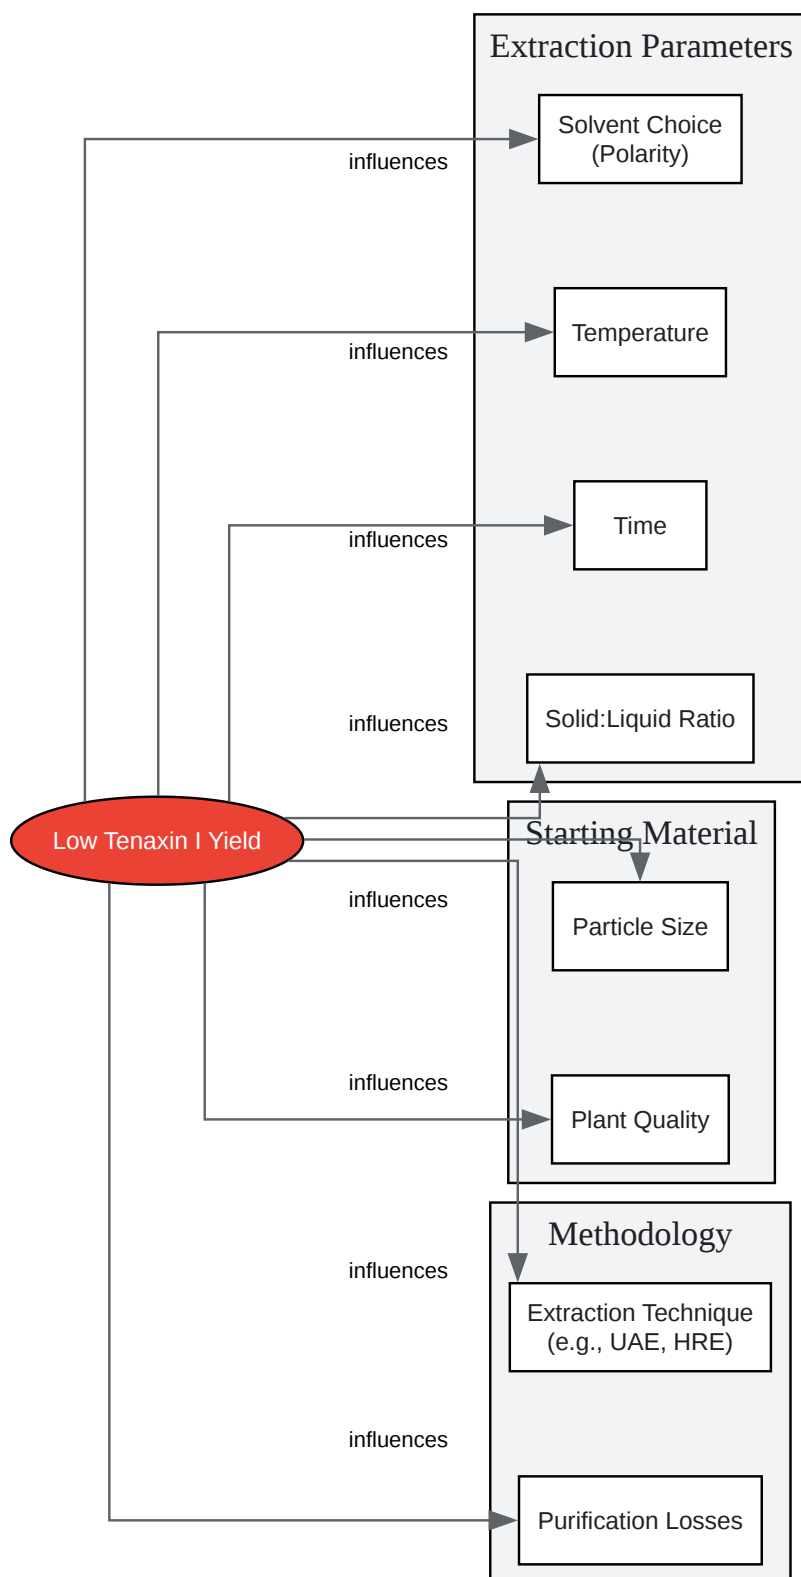 Extraction Parameters
Solvent Choice
(Polarity)
influences
Temperature
influences
Time
influences
Solid:Liquid Ratio
influences
Low Tenaxin I Yield
Starting Material
influences
Particle Size
influences
Plant Quality
Methodology
influences
Extraction Technique
(e.g., UAE, HRE)
influences
Purification Losses